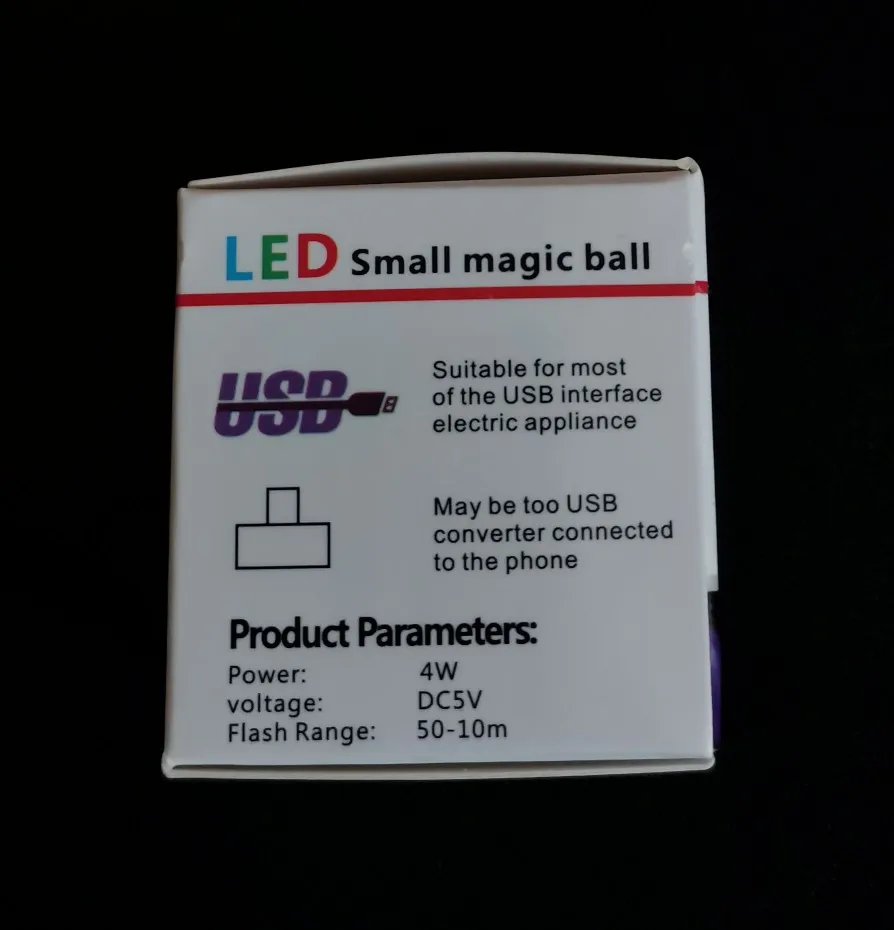 LED Small magic ball
USB
Suitable for most
of the USB interface
electric appliance
May be too USB
converter connected
to the phone
Product Parameters:
Power: 4W
voltage: DC5V
Flash Range: 50-10m